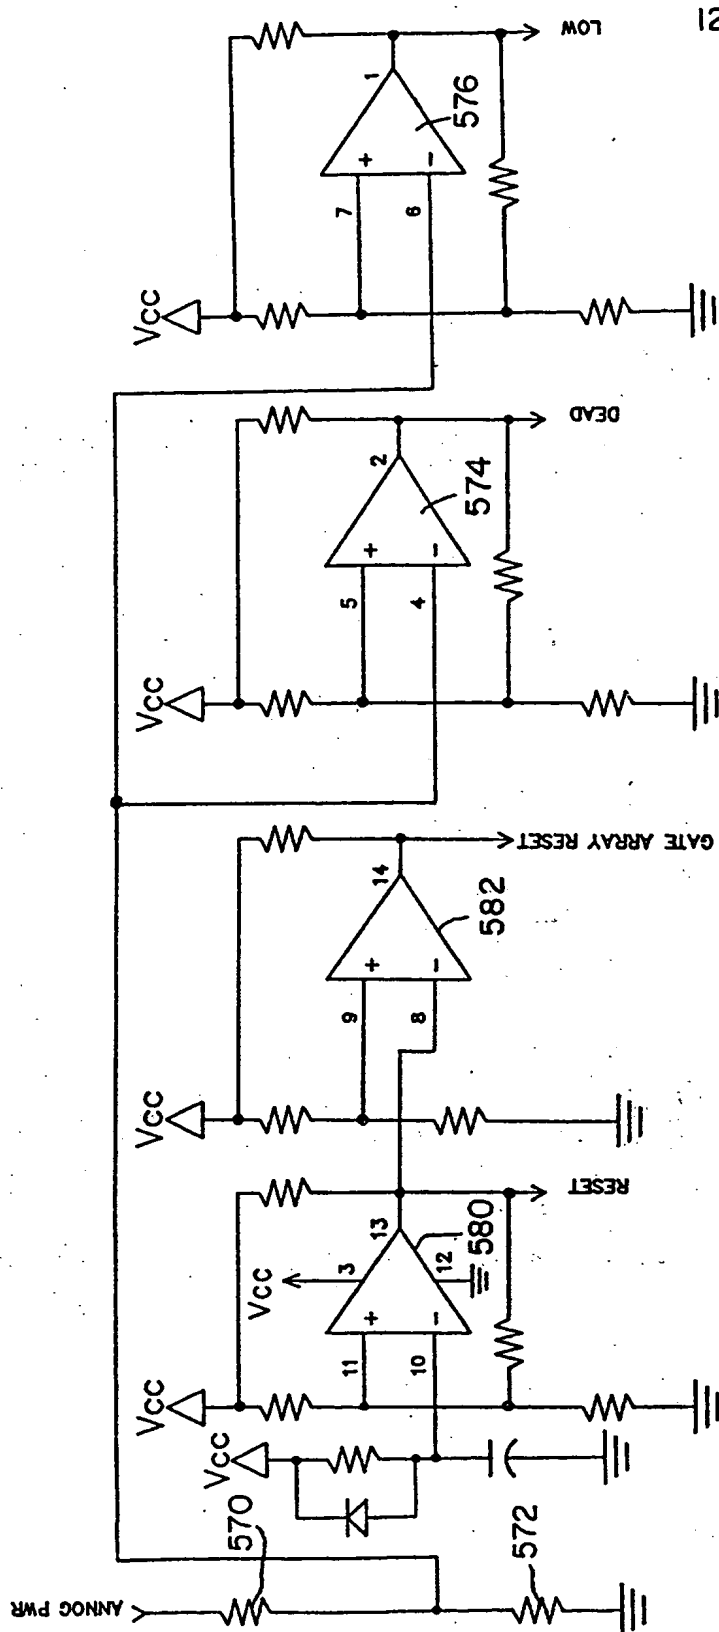 12
LOW
1
576
+
−
7
6
VCC
DEAD
2
574
+
−
5
4
VCC
GATE ARRAY RESET
14
582
+
−
9
8
VCC
RESET
13
580
VCC
3
12
+
−
11
10
VCC
VCC
570
572
ANNOG PWR